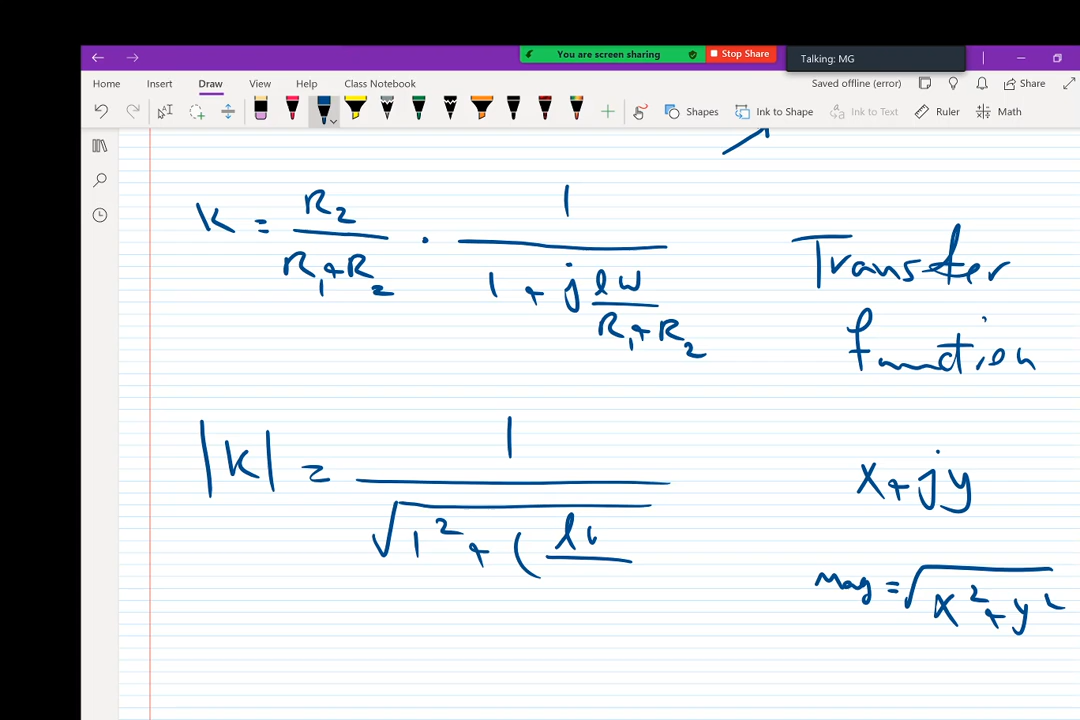 You are screen sharing
Stop Share
Talking: MG
Home Insert Draw View Help Class Notebook
Saved offline (error)
Share
Shapes
Ink to Shape
Ink to Text
Ruler
Math
K = R2 / (R1 + R2) · 1 / (1 + j lω / (R1 + R2))
Transfer
function
|K| = 1 / √(1² + (lω
x + jy
mag = √(x² + y²